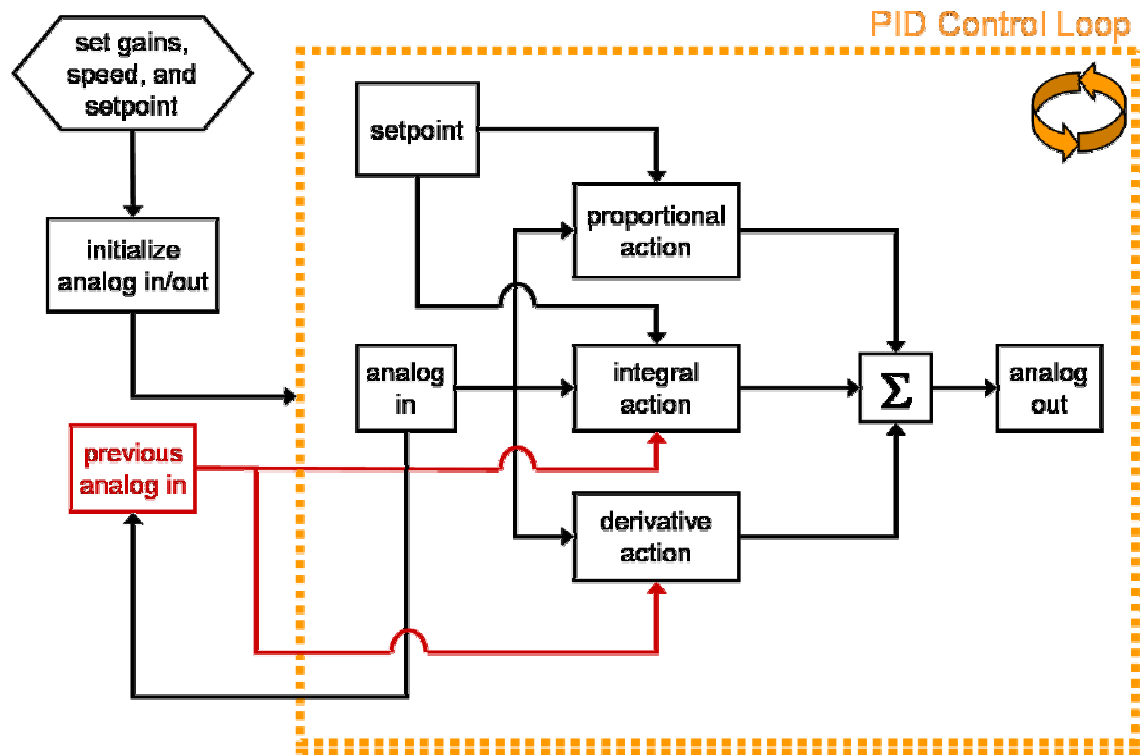 PID Control Loop
set gains,
speed, and
setpoint
setpoint
proportional
action
initialize
analog in/out
analog
in
integral
action
Σ
analog
out
previous
analog in
derivative
action